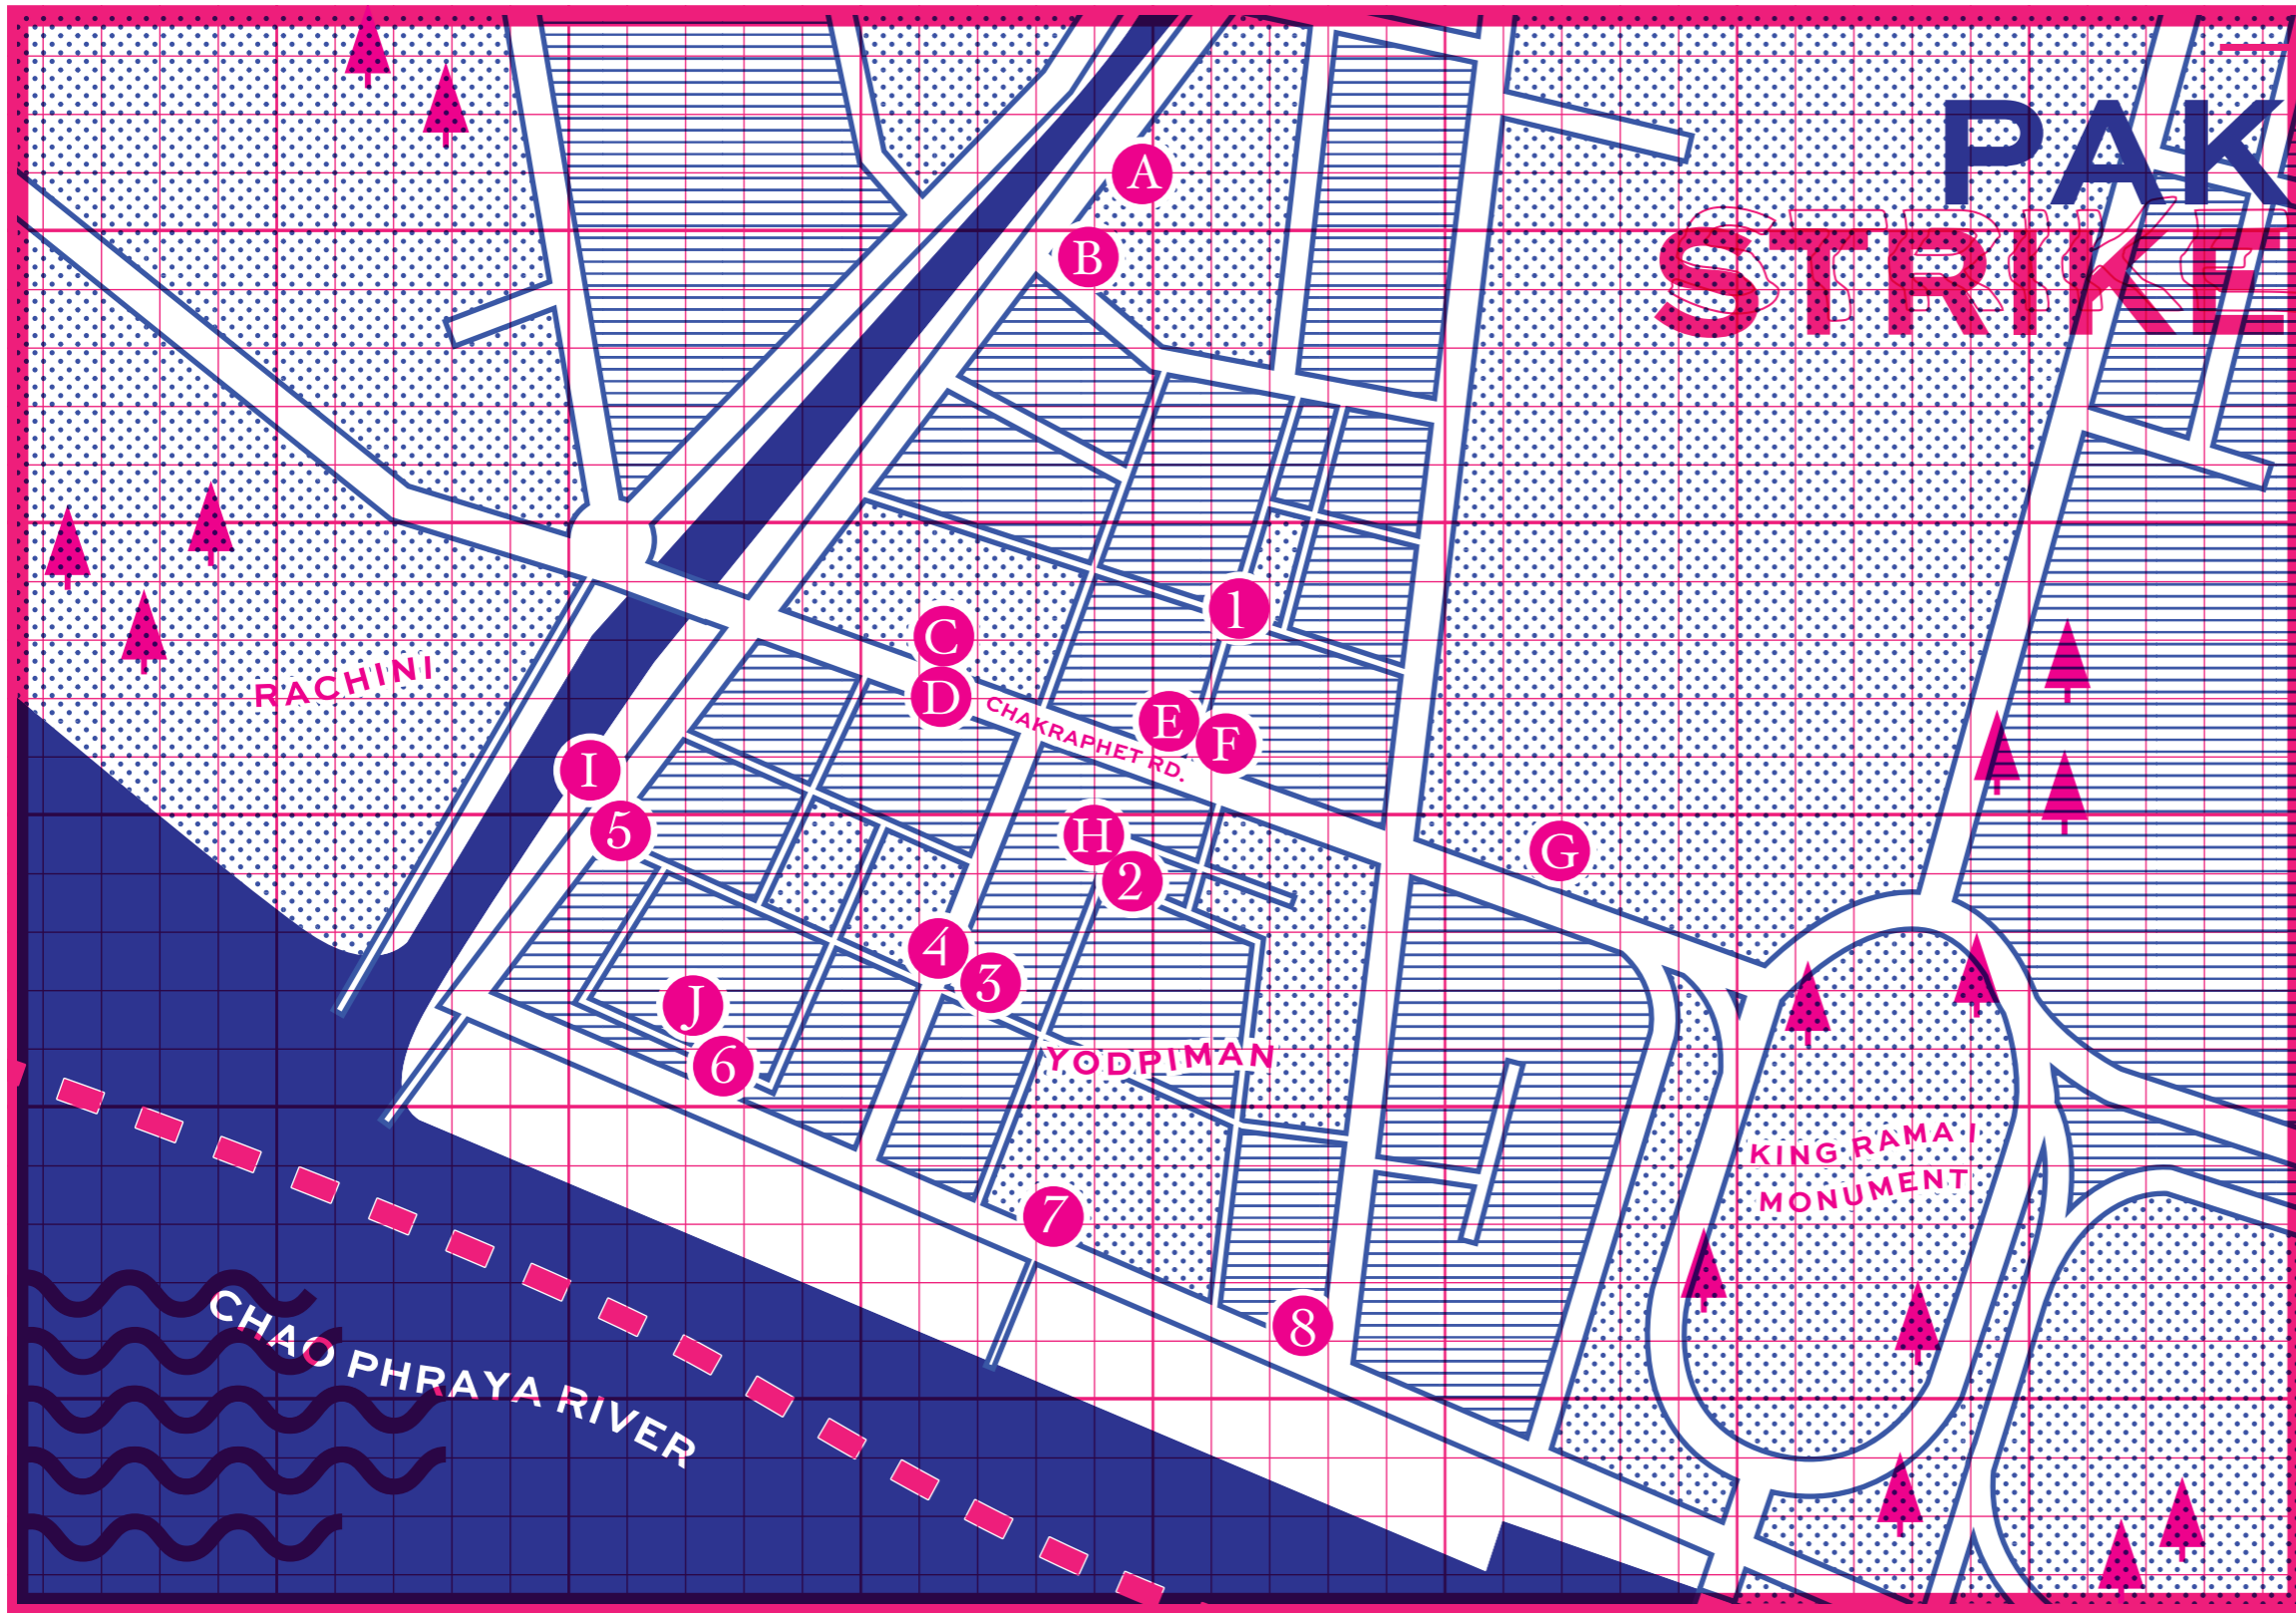 PAK
STRIKE
A
B
1
C
D
RACHINI
CHAKRAPHET RD.
E
F
I
5
H
2
G
4
3
J
6
YODPIMAN
KING RAMA I
MONUMENT
7
8
CHAO PHRAYA RIVER